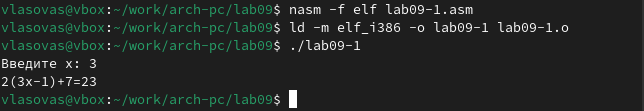 vlasovas@vbox:~/work/arch-pc/lab09$ nasm -f elf lab09-1.asm
vlasovas@vbox:~/work/arch-pc/lab09$ ld -m elf_i386 -o lab09-1 lab09-1.o
vlasovas@vbox:~/work/arch-pc/lab09$ ./lab09-1
Введите x: 3
2(3x-1)+7=23
vlasovas@vbox:~/work/arch-pc/lab09$